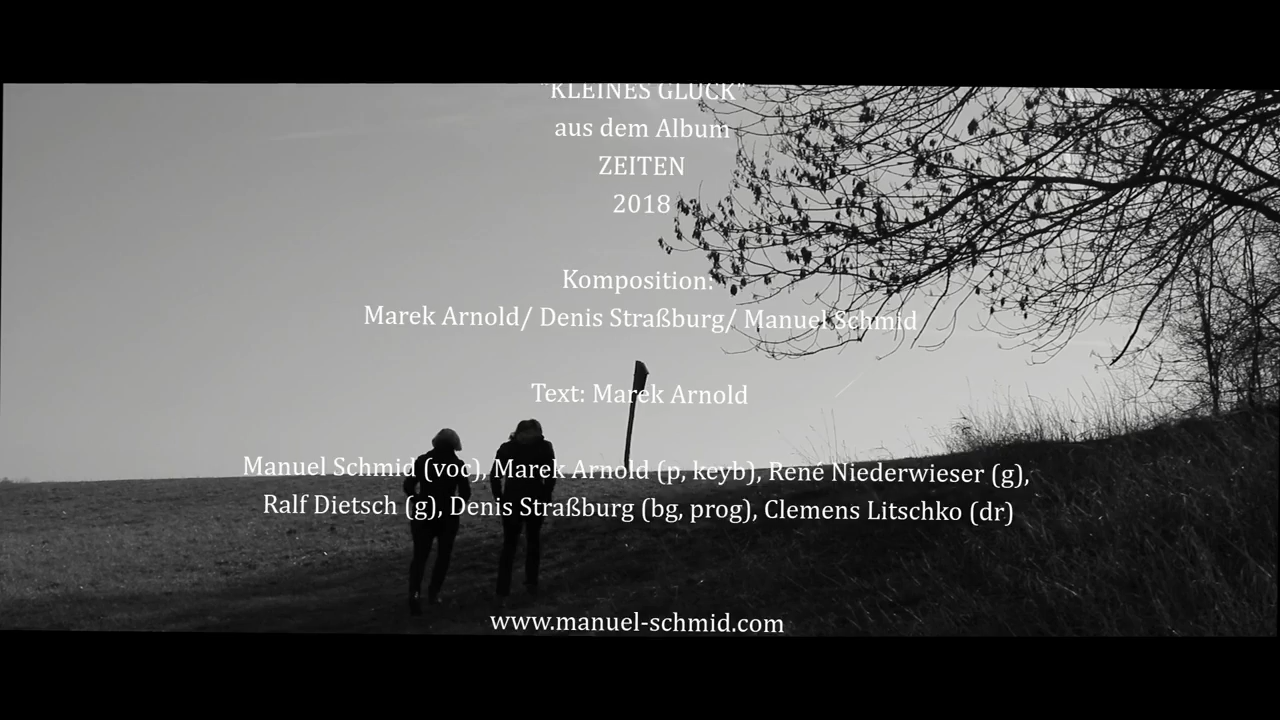 "KLEINES GLÜCK"
aus dem Album
ZEITEN
2018
Komposition:
Marek Arnold/ Denis Straßburg/ Manuel Schmid
Text: Marek Arnold
Manuel Schmid (voc), Marek Arnold (p, keyb), René Niederwieser (g),
Ralf Dietsch (g), Denis Straßburg (bg, prog), Clemens Litschko (dr)
www.manuel-schmid.com